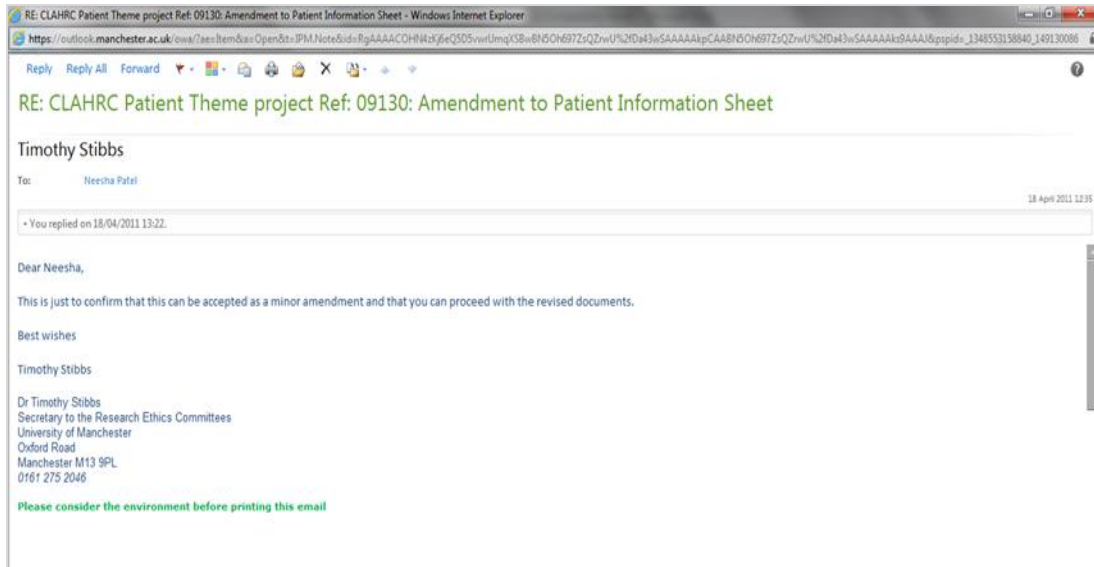 RE: CLAHRC Patient Theme project Ref: 09130: Amendment to Patient Information Sheet - Windows Internet Explorer
Reply Reply All Forward
RE: CLAHRC Patient Theme project Ref: 09130: Amendment to Patient Information Sheet
Timothy Stibbs
To: Neesha Patel
18 April 2011 12:35
• You replied on 18/04/2011 13:22.
Dear Neesha,
This is just to confirm that this can be accepted as a minor amendment and that you can proceed with the revised documents.
Best wishes
Timothy Stibbs
Dr Timothy Stibbs
Secretary to the Research Ethics Committees
University of Manchester
Oxford Road
Manchester M13 9PL
0161 275 2046
Please consider the environment before printing this email